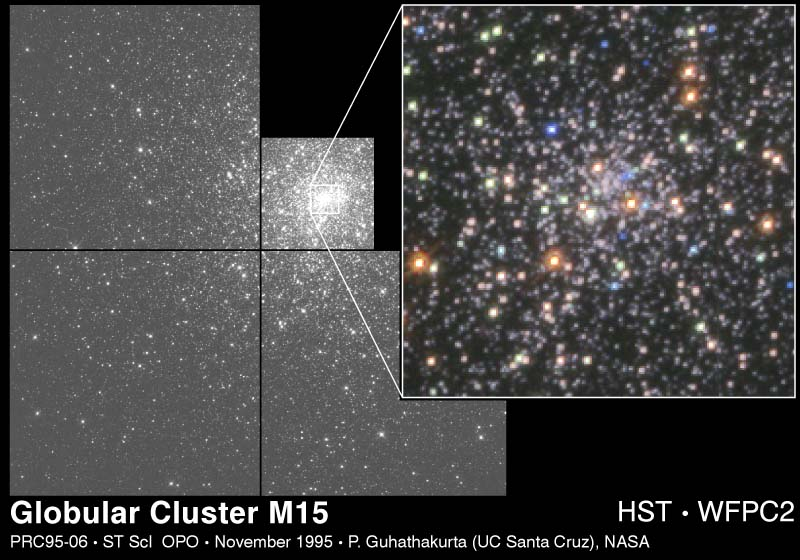 Globular Cluster M15
HST • WFPC2
PRC95-06 • ST ScI OPO • November 1995 • P. Guhathakurta (UC Santa Cruz), NASA